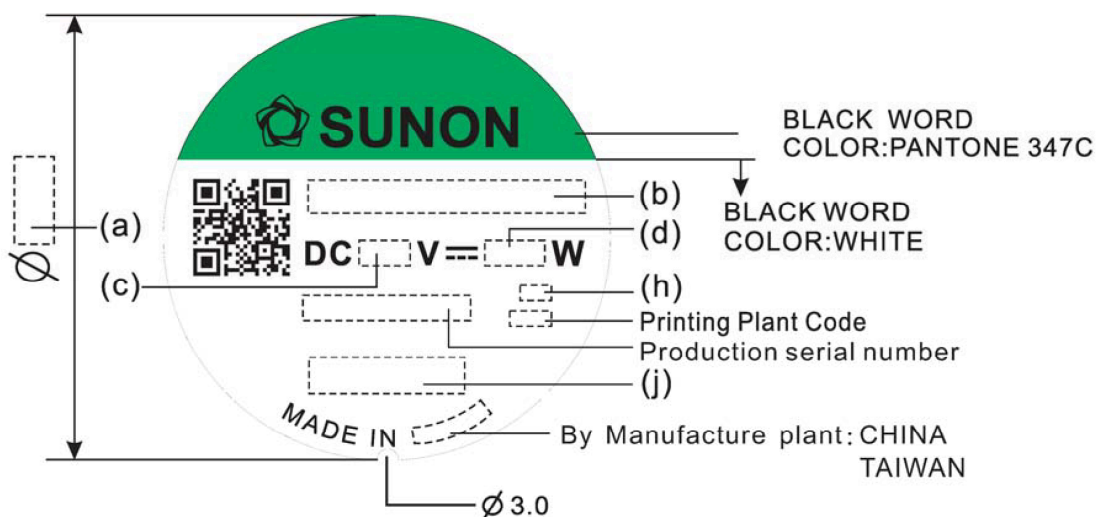 SUNON
BLACK WORD
COLOR:PANTONE 347C
(b)
BLACK WORD
COLOR:WHITE
(a)
Ø
(d)
DC V W
(c)
(h)
Printing Plant Code
Production serial number
(j)
MADE IN
By Manufacture plant: CHINA
TAIWAN
Ø 3.0